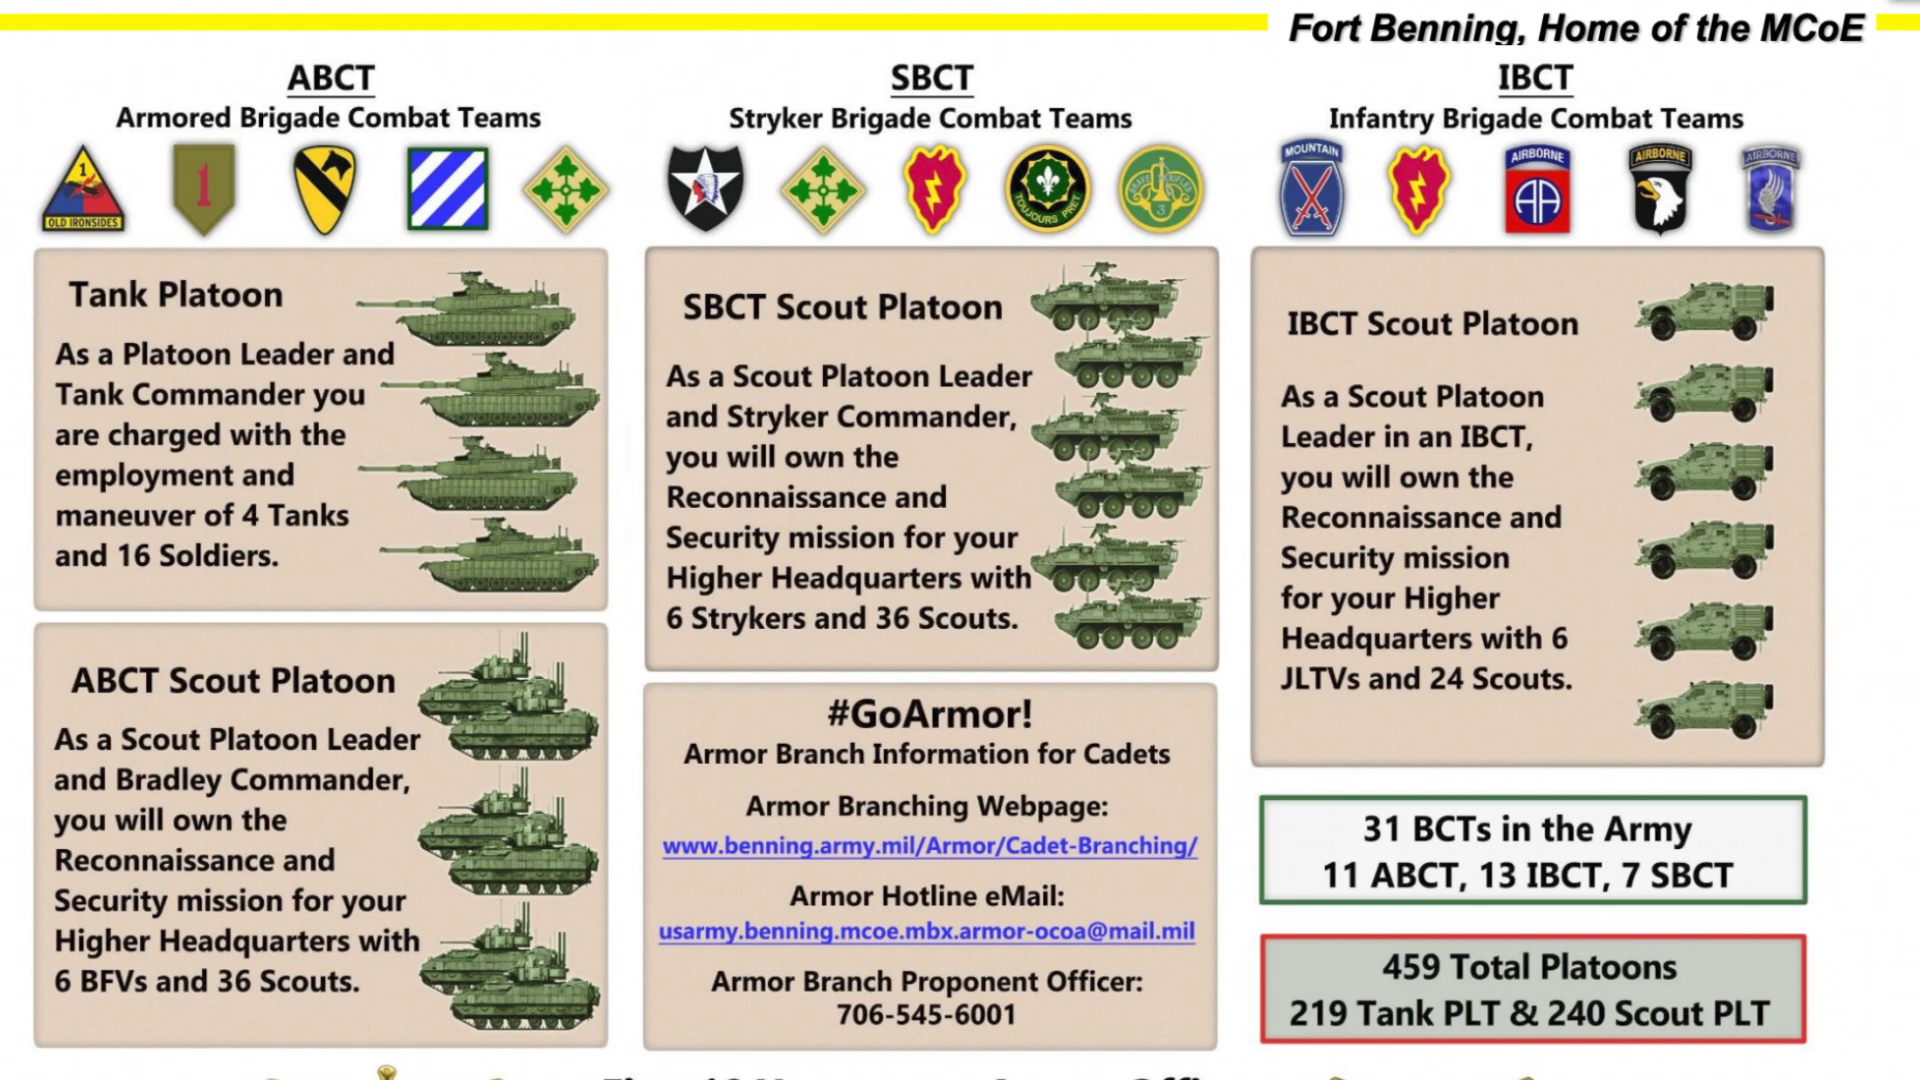 Fort Benning, Home of the MCoE
ABCT
Armored Brigade Combat Teams
1
OLD IRONSIDES
1
Tank Platoon
As a Platoon Leader and
Tank Commander you
are charged with the
employment and
maneuver of 4 Tanks
and 16 Soldiers.
ABCT Scout Platoon
As a Scout Platoon Leader
and Bradley Commander,
you will own the
Reconnaissance and
Security mission for your
Higher Headquarters with
6 BFVs and 36 Scouts.
SBCT
Stryker Brigade Combat Teams
TOUJOURS PRET
BRAVE RIFLES
3
SBCT Scout Platoon
As a Scout Platoon Leader
and Stryker Commander,
you will own the
Reconnaissance and
Security mission for your
Higher Headquarters with
6 Strykers and 36 Scouts.
#GoArmor!
Armor Branch Information for Cadets
Armor Branching Webpage:
www.benning.army.mil/Armor/Cadet-Branching/
Armor Hotline eMail:
usarmy.benning.mcoe.mbx.armor-ocoa@mail.mil
Armor Branch Proponent Officer:
706-545-6001
IBCT
Infantry Brigade Combat Teams
MOUNTAIN
AIRBORNE
AA
AIRBORNE
AIRBORNE
IBCT Scout Platoon
As a Scout Platoon
Leader in an IBCT,
you will own the
Reconnaissance and
Security mission
for your Higher
Headquarters with 6
JLTVs and 24 Scouts.
31 BCTs in the Army
11 ABCT, 13 IBCT, 7 SBCT
459 Total Platoons
219 Tank PLT & 240 Scout PLT